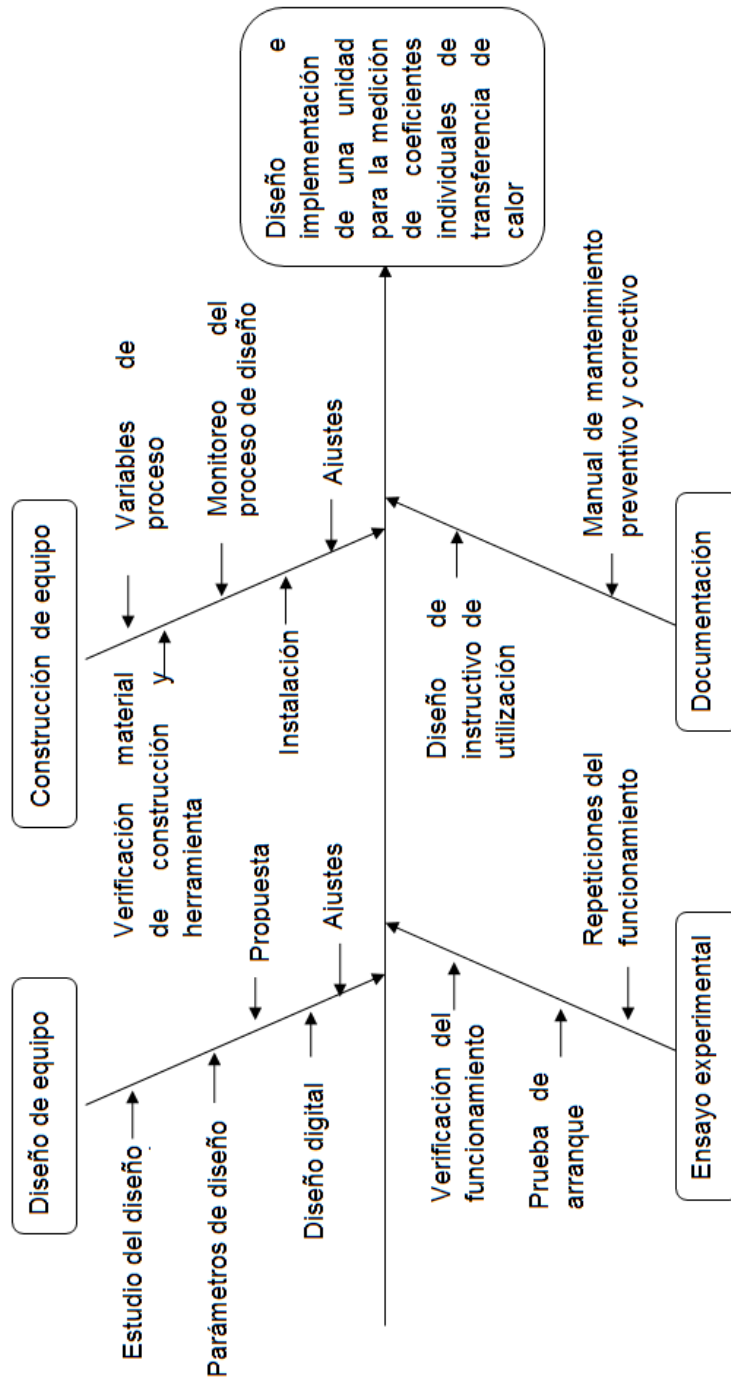 Diseño de equipo
Construcción de equipo
Estudio del diseño
Parámetros de diseño
Propuesta
Diseño digital
Ajustes
Verificación material
de construcción y
herramienta
Variables de
proceso
Monitoreo del
proceso de diseño
Instalación
Ajustes
Diseño e
implementación
de una unidad
para la medición
de coeficientes
individuales de
transferencia de
calor
Verificación del
funcionamiento
Prueba de
arranque
Repeticiones del
funcionamiento
Diseño de
instructivo de
utilización
Manual de mantenimiento
preventivo y correctivo
Ensayo experimental
Documentación